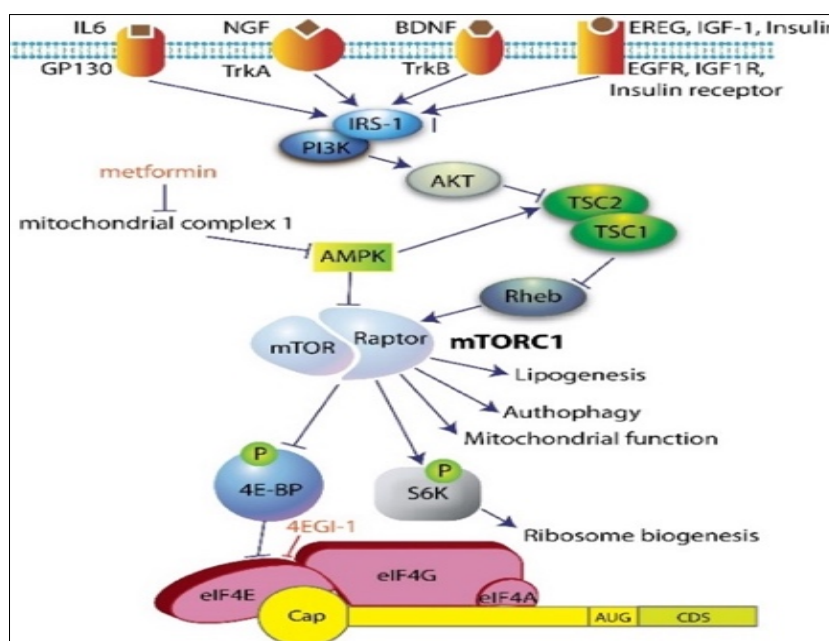 IL6
NGF
BDNF
EREG, IGF-1, Insulin
GP130
TrkA
TrkB
EGFR, IGF1R,
Insulin receptor
IRS-1
PI3K
AKT
metformin
TSC2
mitochondrial complex 1
TSC1
AMPK
Rheb
mTOR
Raptor
mTORC1
Lipogenesis
Authophagy
Mitochondrial function
P
4E-BP
P
S6K
4EGI-1
Ribosome biogenesis
eIF4G
eIF4E
eIF4A
Cap
AUG
CDS